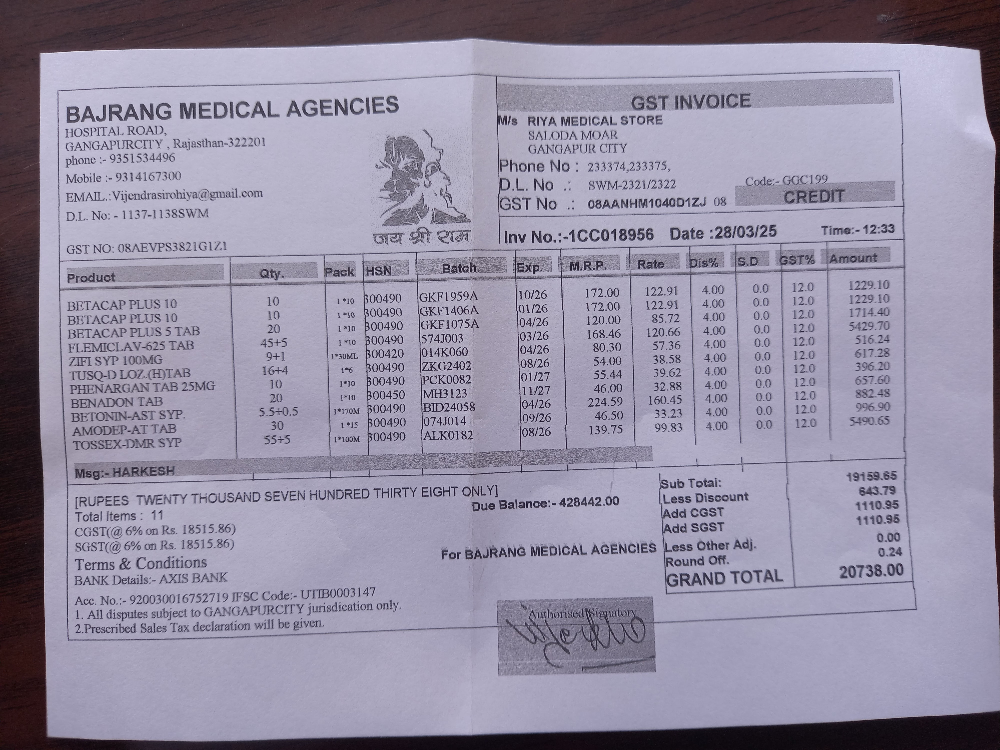 BAJRANG MEDICAL AGENCIES
HOSPITAL ROAD,
GANGAPURCITY , Rajasthan-322201
phone :- 9351534496
Mobile :- 9314167300
EMAIL.:Vijendrasirohiya@gmail.com
D.L. No: - 1137-1138SWM
GST NO: 08AEVPS3821G1Z1
जय श्री राम
GST INVOICE
M/s RIYA MEDICAL STORE
SALODA MOAR
GANGAPUR CITY
Phone No : 233374,233375,
D.L. No .: SWM-2321/2322
Code:- GGC199
GST No .: 08AANHM1040D1ZJ 08
CREDIT
Inv No.:-1CC018956 Date :28/03/25 Time:- 12:33
Product Qty. Pack HSN Batch Exp. M.R.P. Rate Dis% S.D GST% Amount
BETACAP PLUS 10 10 1*10 300490 GKF1959A 10/26 172.00 122.91 4.00 0.0 12.0 1229.10
BETACAP PLUS 10 10 1*10 300490 GKF1406A 01/26 172.00 122.91 4.00 0.0 12.0 1229.10
BETACAP PLUS 5 TAB 20 1*10 300490 GKF1075A 04/26 120.00 85.72 4.00 0.0 12.0 1714.40
FLEMICLAV-625 TAB 45+5 1*10 300490 574J003 03/26 168.46 120.66 4.00 0.0 12.0 5429.70
ZIFI SYP 100MG 9+1 1*30ML 300420 014K060 04/26 80.30 57.36 4.00 0.0 12.0 516.24
TUSQ-D LOZ.(H)TAB 16+4 1*6 300490 ZKG2402 08/26 54.00 38.58 4.00 0.0 12.0 617.28
PHENARGAN TAB 25MG 10 1*10 300490 PCK0082 01/27 55.44 39.62 4.00 0.0 12.0 396.20
BENADON TAB 20 1*10 300450 MH3123 11/27 46.00 32.88 4.00 0.0 12.0 657.60
BETONIN-AST SYP. 5.5+0.5 1*170M 300490 BID24058 04/26 224.59 160.45 4.00 0.0 12.0 882.48
AMODEP-AT TAB 30 1*15 300490 074J014 09/26 46.50 33.23 4.00 0.0 12.0 996.90
TOSSEX-DMR SYP 55+5 1*100M 300490 ALK0182 08/26 139.75 99.83 4.00 0.0 12.0 5490.65
Msg:- HARKESH
[RUPEES TWENTY THOUSAND SEVEN HUNDRED THIRTY EIGHT ONLY]
Total Items : 11
Due Balance:- 428442.00
CGST(@ 6% on Rs. 18515.86)
SGST(@ 6% on Rs. 18515.86)
Terms & Conditions
BANK Details:- AXIS BANK
Acc. No.:- 920030016752719 IFSC Code:- UTIB0003147
1. All disputes subject to GANGAPURCITY jurisdication only.
2.Prescribed Sales Tax declaration will be given.
For BAJRANG MEDICAL AGENCIES
Authorised Signatory
Sub Total: 19159.65
Less Discount 643.79
Add CGST 1110.95
Add SGST 1110.95
Less Other Adj. 0.00
Round Off. 0.24
GRAND TOTAL 20738.00